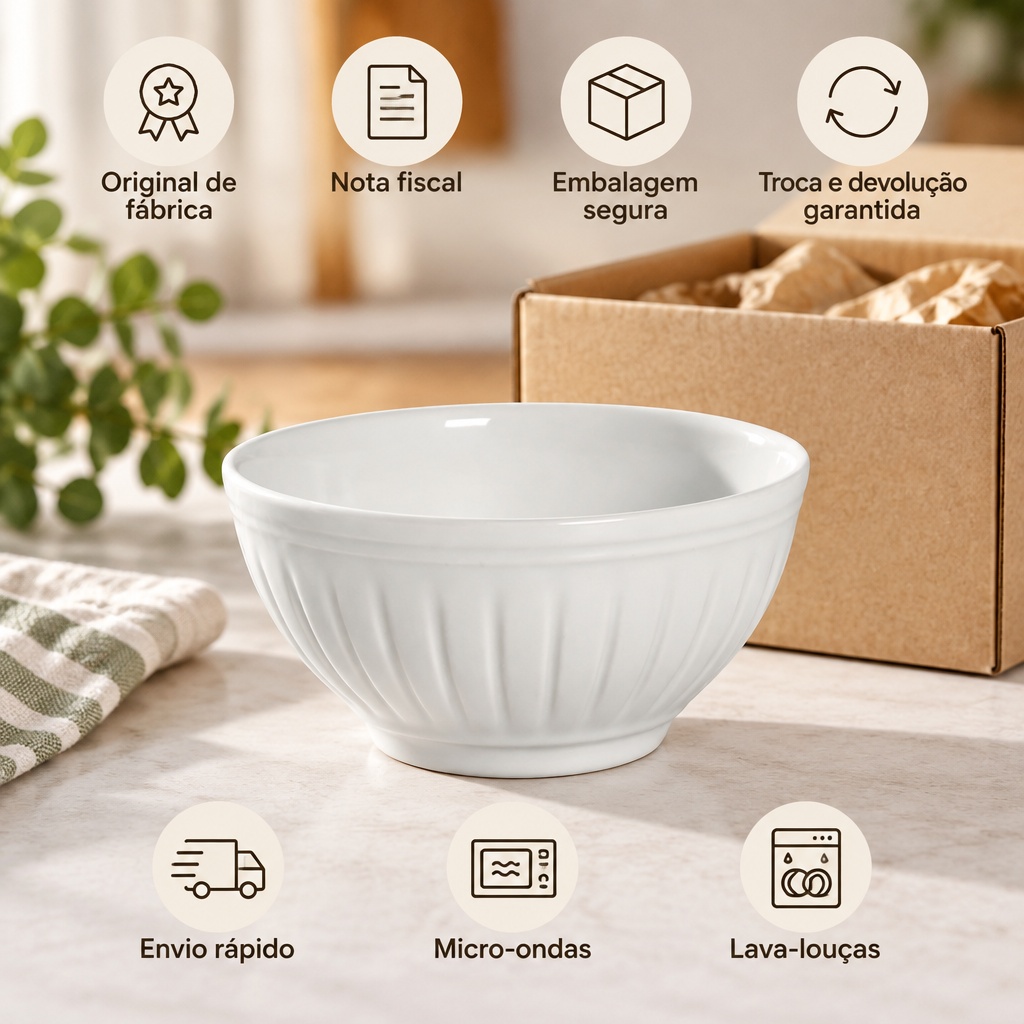 Original de
fábrica
Nota fiscal
Embalagem
segura
Troca e devolução
garantida
Envio rápido
Micro-ondas
Lava-louças